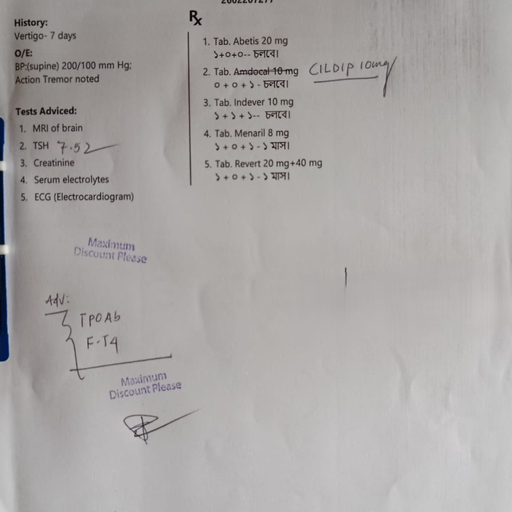 History:
Vertigo- 7 days
O/E:
BP:(supine) 200/100 mm Hg;
Action Tremor noted
Tests Adviced:
1. MRI of brain
2. TSH 7.52
3. Creatinine
4. Serum electrolytes
5. ECG (Electrocardiogram)
Maximum
Discount Please
Adv:
TPOAb
F-T4
Maximum
Discount Please
Rx
1. Tab. Abetis 20 mg
১+০+০-- চলবে।
2. Tab. Amdocal 10 mg CILDIP 10mg
০ + ০ + ১ - চলবে।
3. Tab. Indever 10 mg
১ + ১ + ১-- চলবে।
4. Tab. Menaril 8 mg
১ + ০ + ১ - ১ মাস।
5. Tab. Revert 20 mg+40 mg
১ + ০ + ১ - ১ মাস।